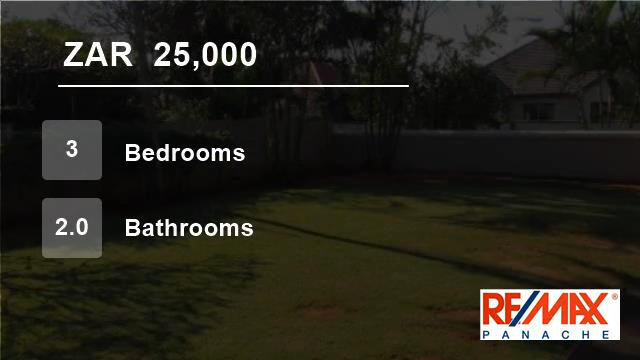 ZAR 25,000
3 Bedrooms
2.0 Bathrooms
RE/MAX®
PANACHE